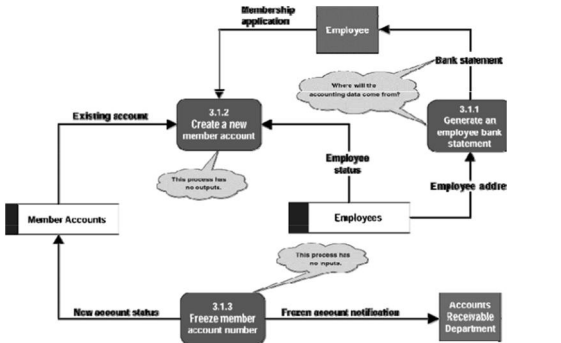 Membership
application
Employee
Bank statement
Where will the
accounting data come from?
3.1.2
Create a new
member account
3.1.1
Generate an
employee bank
statement
Existing account
This process has
no outputs.
Employee
status
Employee addre
Member Accounts
Employees
This process has
no inputs.
New account status
3.1.3
Freeze member
account number
Frozen account notification
Accounts
Receivable
Department